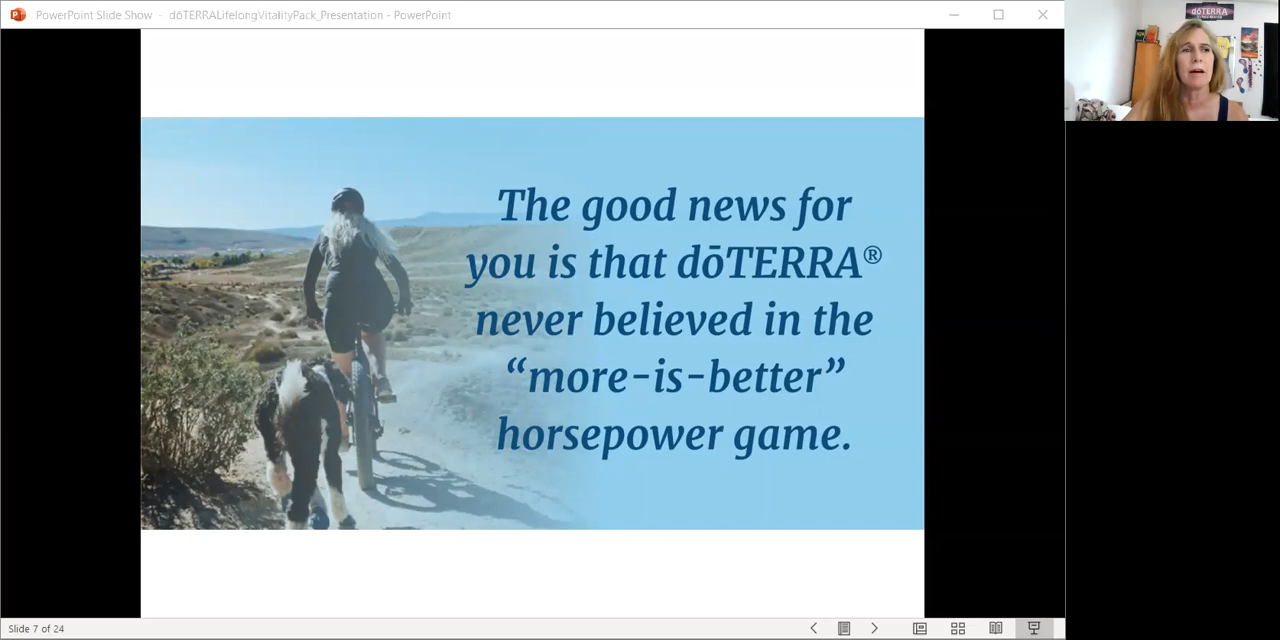 PowerPoint Slide Show - dōTERRALifelongVitalityPack_Presentation - PowerPoint
dōTERRA
The good news for
you is that dōTERRA®
never believed in the
“more-is-better”
horsepower game.
Slide 7 of 24